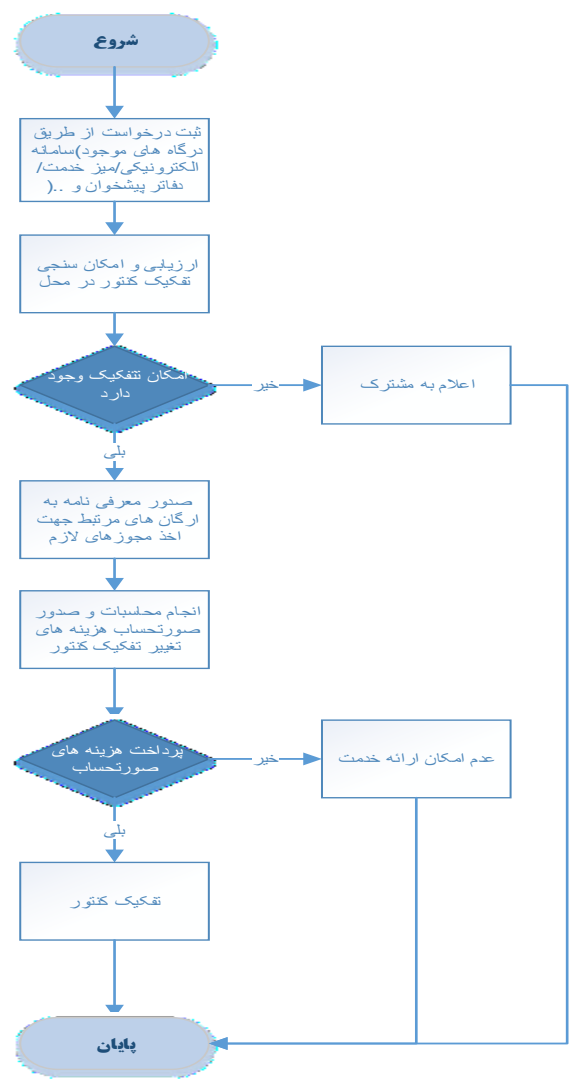 شروع
ثبت درخواست از طریق
درگاه های موجود)سامانه
الکترونیکی/میز خدمت/
دفاتر پیشخوان و ..(
ارزیابی و امکان سنجی
تفکیک کنتور در محل
امکان تتفکیک وجود
دارد
خیر
اعلام به مشترک
بلی
صدور معرفی نامه به
ارگان های مرتبط جهت
اخذ مجوزهای لازم
انجام محاسبات و صدور
صورتحساب هزینه های
تغییر تفکیک کنتور
پرداخت هزینه های
صورتحساب
خیر
عدم امکان ارائه خدمت
بلی
تفکیک کنتور
پایان